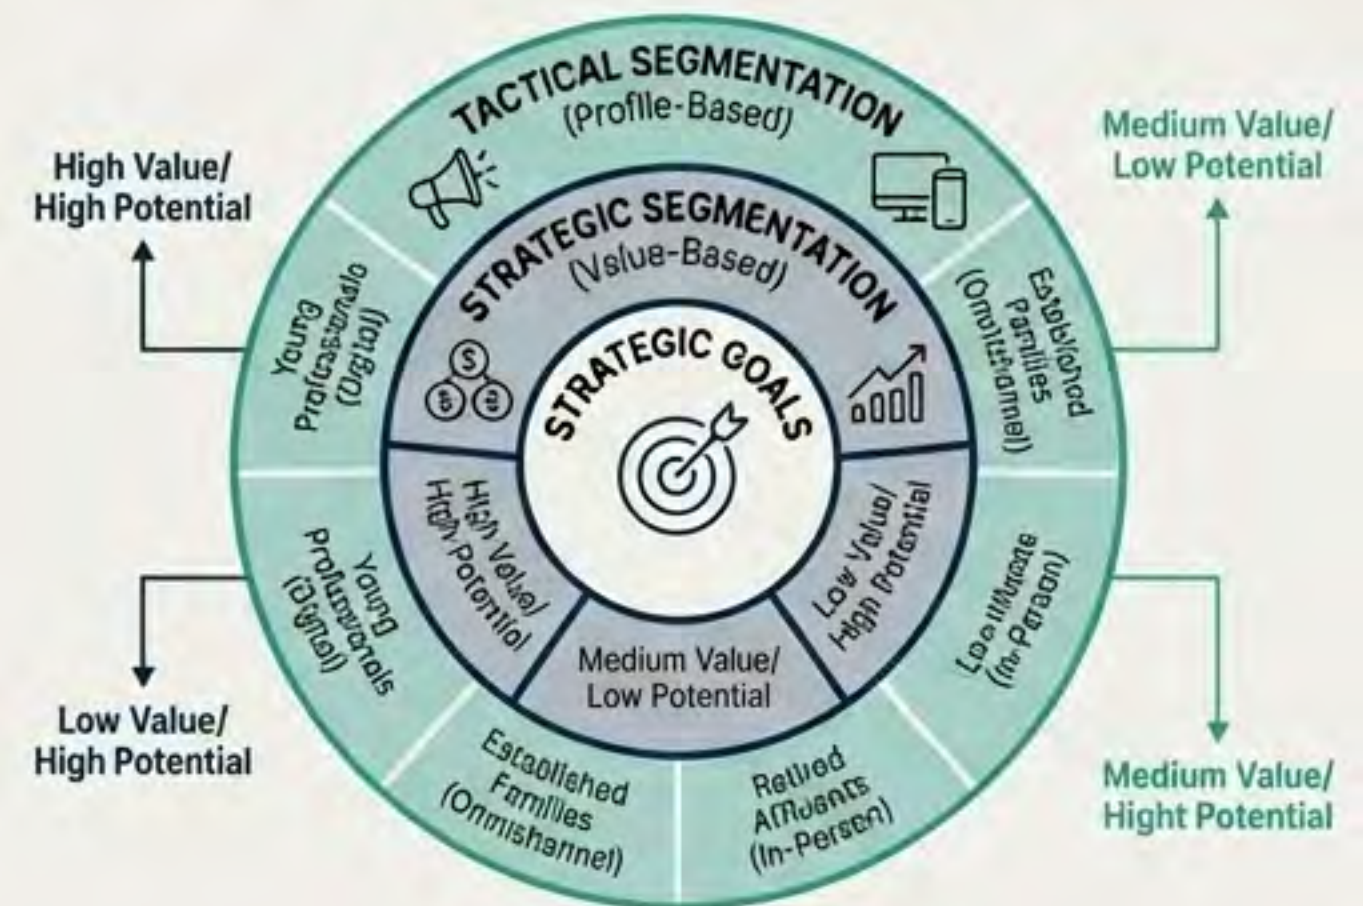 TACTICAL SEGMENTATION
(Profile-Based)
STRATEGIC SEGMENTATION
(Value-Based)
STRATEGIC GOALS
High Value/
High Potential
Medium Value/
Low Potential
Young
(Digital)
Established
Families
High Value/
High Potential
Low Value/
High Potential
Medium Value/
Low Potential
Young
(Digital)
(In-Person)
Established
Families
(Onmishannel)
Retired
(In-Person)
Low Value/
High Potential
Medium Value/
Hight Potential